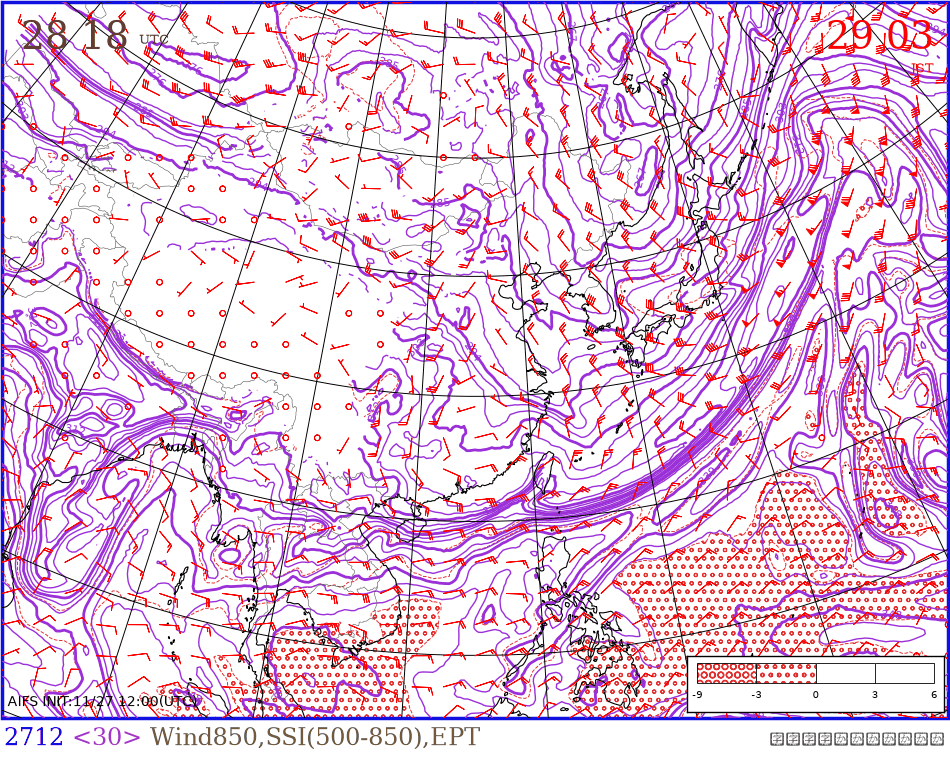 28 18 UTC
29 03
JST
AIFS INIT:11/27 12:00(UTC)
-9 -3 0 3 6
2712 <30> Wind850,SSI(500-850),EPT